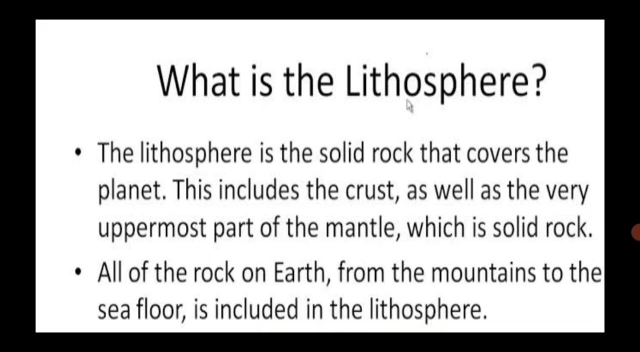 What is the Lithosphere?
• The lithosphere is the solid rock that covers the
planet. This includes the crust, as well as the very
uppermost part of the mantle, which is solid rock.
• All of the rock on Earth, from the mountains to the
sea floor, is included in the lithosphere.